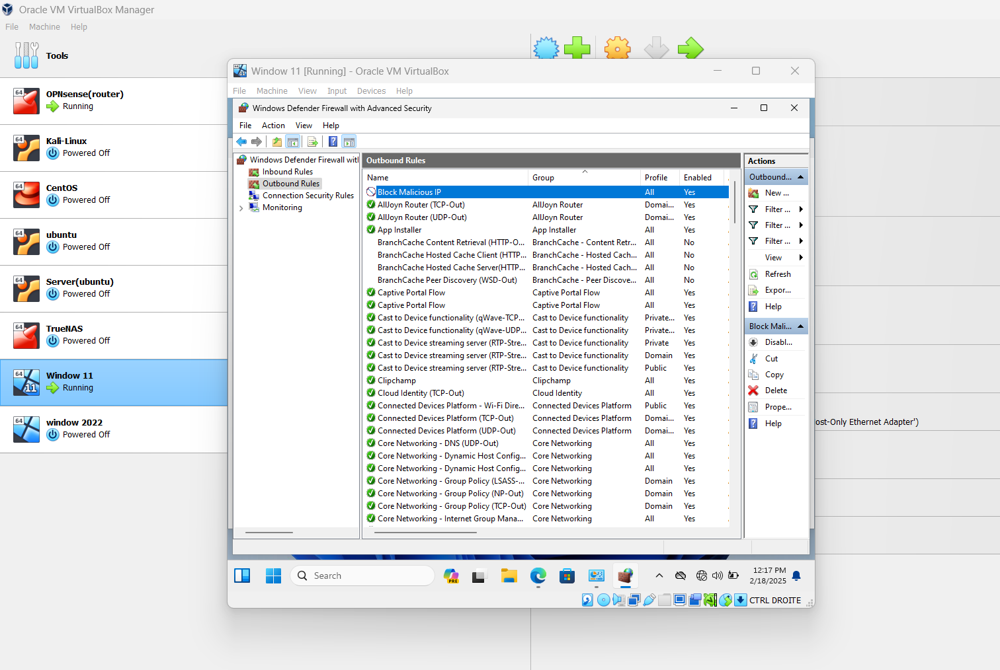 Oracle VM VirtualBox Manager
File Machine Help
Tools
64 OPNsense(router)
Running
64 Kali-Linux
Powered Off
64 CentOS
Powered Off
64 ubuntu
Powered Off
64 Server(ubuntu)
Powered Off
64 TrueNAS
Powered Off
64 11 Window 11
Running
64 window 2022
Powered Off
ost-Only Ethernet Adapter')
64 11 Window 11 [Running] - Oracle VM VirtualBox
File Machine View Input Devices Help
Windows Defender Firewall with Advanced Security
File Action View Help
Windows Defender Firewall wit
Inbound Rules
Outbound Rules
Connection Security Rules
Monitoring
Outbound Rules
Name Group Profile Enabled
Block Malicious IP All Yes
AllJoyn Router (TCP-Out) AllJoyn Router Domai... Yes
AllJoyn Router (UDP-Out) AllJoyn Router Domai... Yes
App Installer App Installer All Yes
BranchCache Content Retrieval (HTTP-O... BranchCache - Content Retr... All No
BranchCache Hosted Cache Client (HTTP... BranchCache - Hosted Cach... All No
BranchCache Hosted Cache Server(HTTP... BranchCache - Hosted Cach... All No
BranchCache Peer Discovery (WSD-Out) BranchCache - Peer Discove... All No
Captive Portal Flow Captive Portal Flow All Yes
Captive Portal Flow Captive Portal Flow All Yes
Cast to Device functionality (qWave-TCP... Cast to Device functionality Private... Yes
Cast to Device functionality (qWave-UDP... Cast to Device functionality Private... Yes
Cast to Device streaming server (RTP-Stre... Cast to Device functionality Private Yes
Cast to Device streaming server (RTP-Stre... Cast to Device functionality Domain Yes
Cast to Device streaming server (RTP-Stre... Cast to Device functionality Public Yes
Clipchamp Clipchamp All Yes
Cloud Identity (TCP-Out) Cloud Identity All Yes
Connected Devices Platform - Wi-Fi Dire... Connected Devices Platform Public Yes
Connected Devices Platform (TCP-Out) Connected Devices Platform Domai... Yes
Connected Devices Platform (UDP-Out) Connected Devices Platform Domai... Yes
Core Networking - DNS (UDP-Out) Core Networking All Yes
Core Networking - Dynamic Host Config... Core Networking All Yes
Core Networking - Dynamic Host Config... Core Networking All Yes
Core Networking - Group Policy (LSASS-... Core Networking Domain Yes
Core Networking - Group Policy (NP-Out) Core Networking Domain Yes
Core Networking - Group Policy (TCP-Out) Core Networking Domain Yes
Core Networking - Internet Group Mana... Core Networking All Yes
Actions
Outbound...
New ...
Filter ...
Filter ...
Filter ...
View
Refresh
Expor...
Help
Block Mali...
Disabl...
Cut
Copy
Delete
Prope...
Help
Search
PRE
12:17 PM
2/18/2025
CTRL DROITE